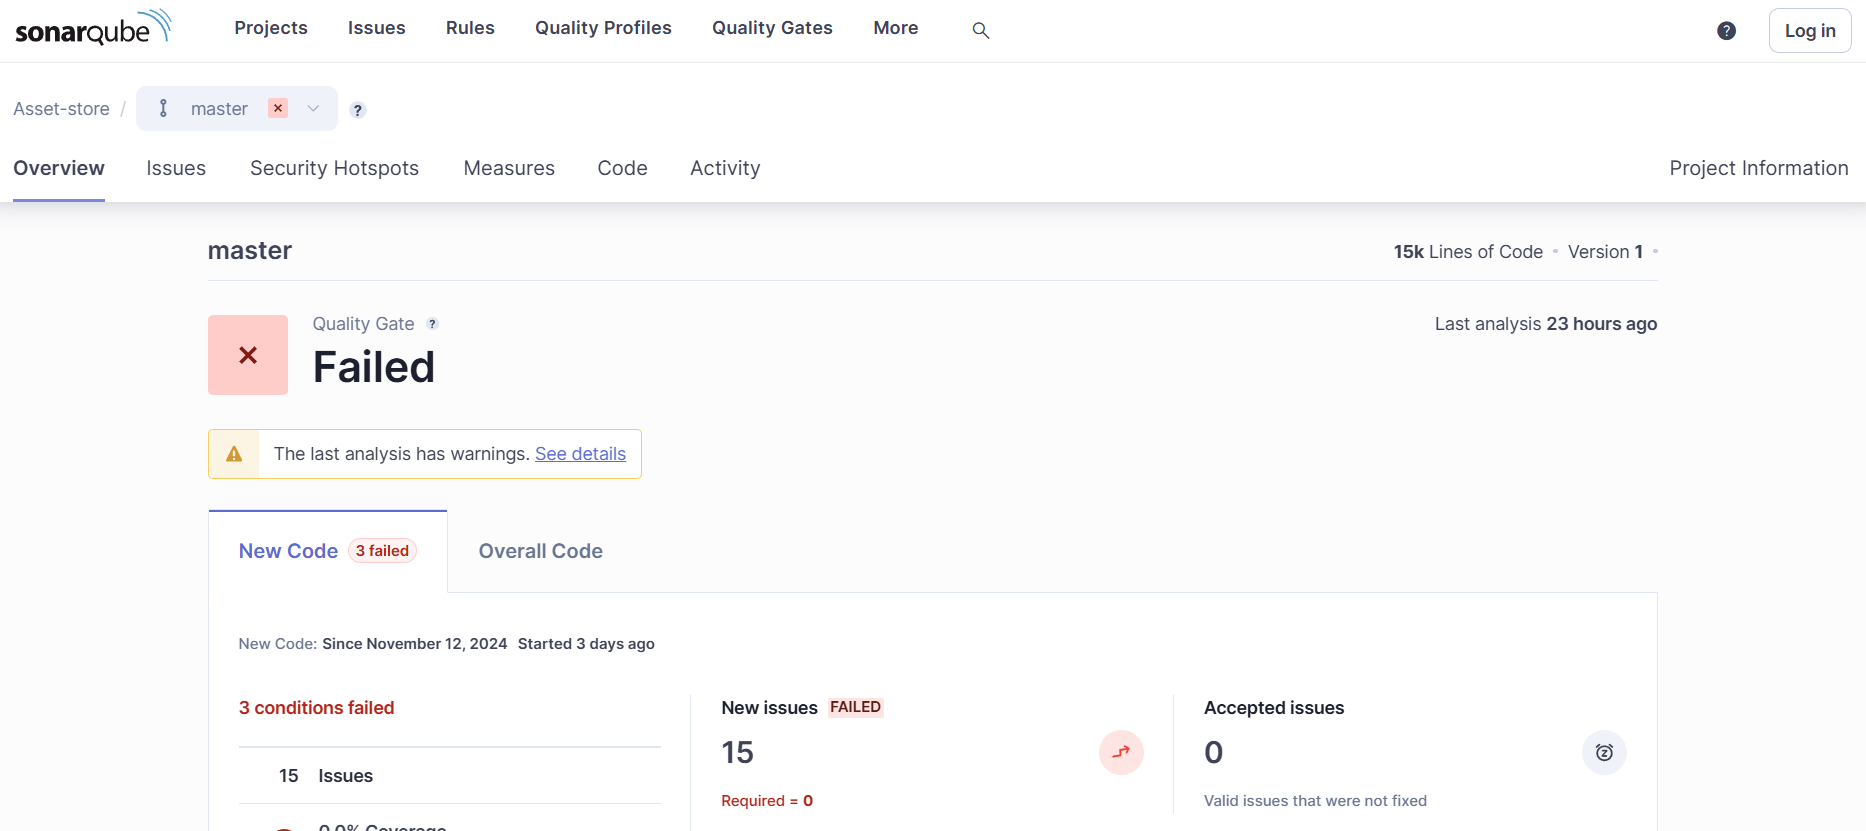 sonarqube
Projects Issues Rules Quality Profiles Quality Gates More
? Log in
Asset-store / master ?
Overview Issues Security Hotspots Measures Code Activity Project Information
master
15k Lines of Code • Version 1 •
Quality Gate ?
Failed
Last analysis 23 hours ago
The last analysis has warnings. See details
New Code 3 failed Overall Code
New Code: Since November 12, 2024 Started 3 days ago
3 conditions failed
15 Issues
0.0% Coverage
New issues FAILED
15
Required = 0
Accepted issues
0
Valid issues that were not fixed